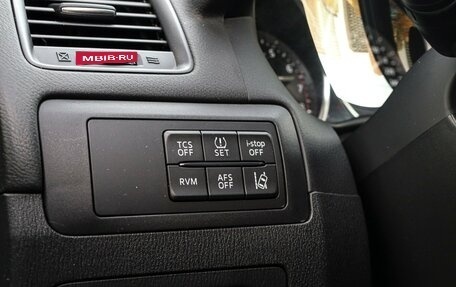 MBIB-RU
TCS OFF
SET
i-stop OFF
RVM
AFS OFF